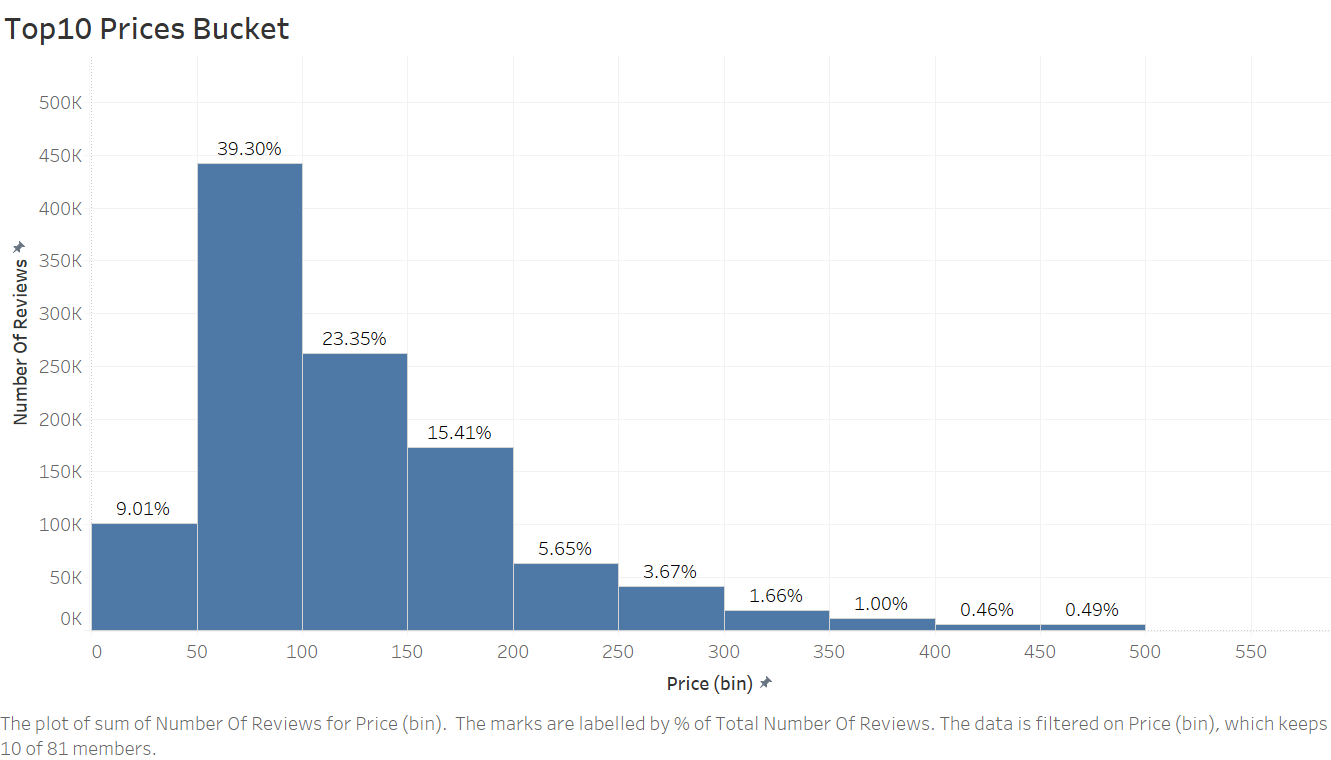 Top10 Prices Bucket
500K
450K
400K
350K
300K
250K
200K
150K
100K
50K
0K
Number Of Reviews
39.30%
23.35%
15.41%
9.01%
5.65%
3.67%
1.66%
1.00%
0.46%
0.49%
0 50 100 150 200 250 300 350 400 450 500 550
Price (bin)
The plot of sum of Number Of Reviews for Price (bin).  The marks are labelled by % of Total Number Of Reviews. The data is filtered on Price (bin), which keeps
10 of 81 members.